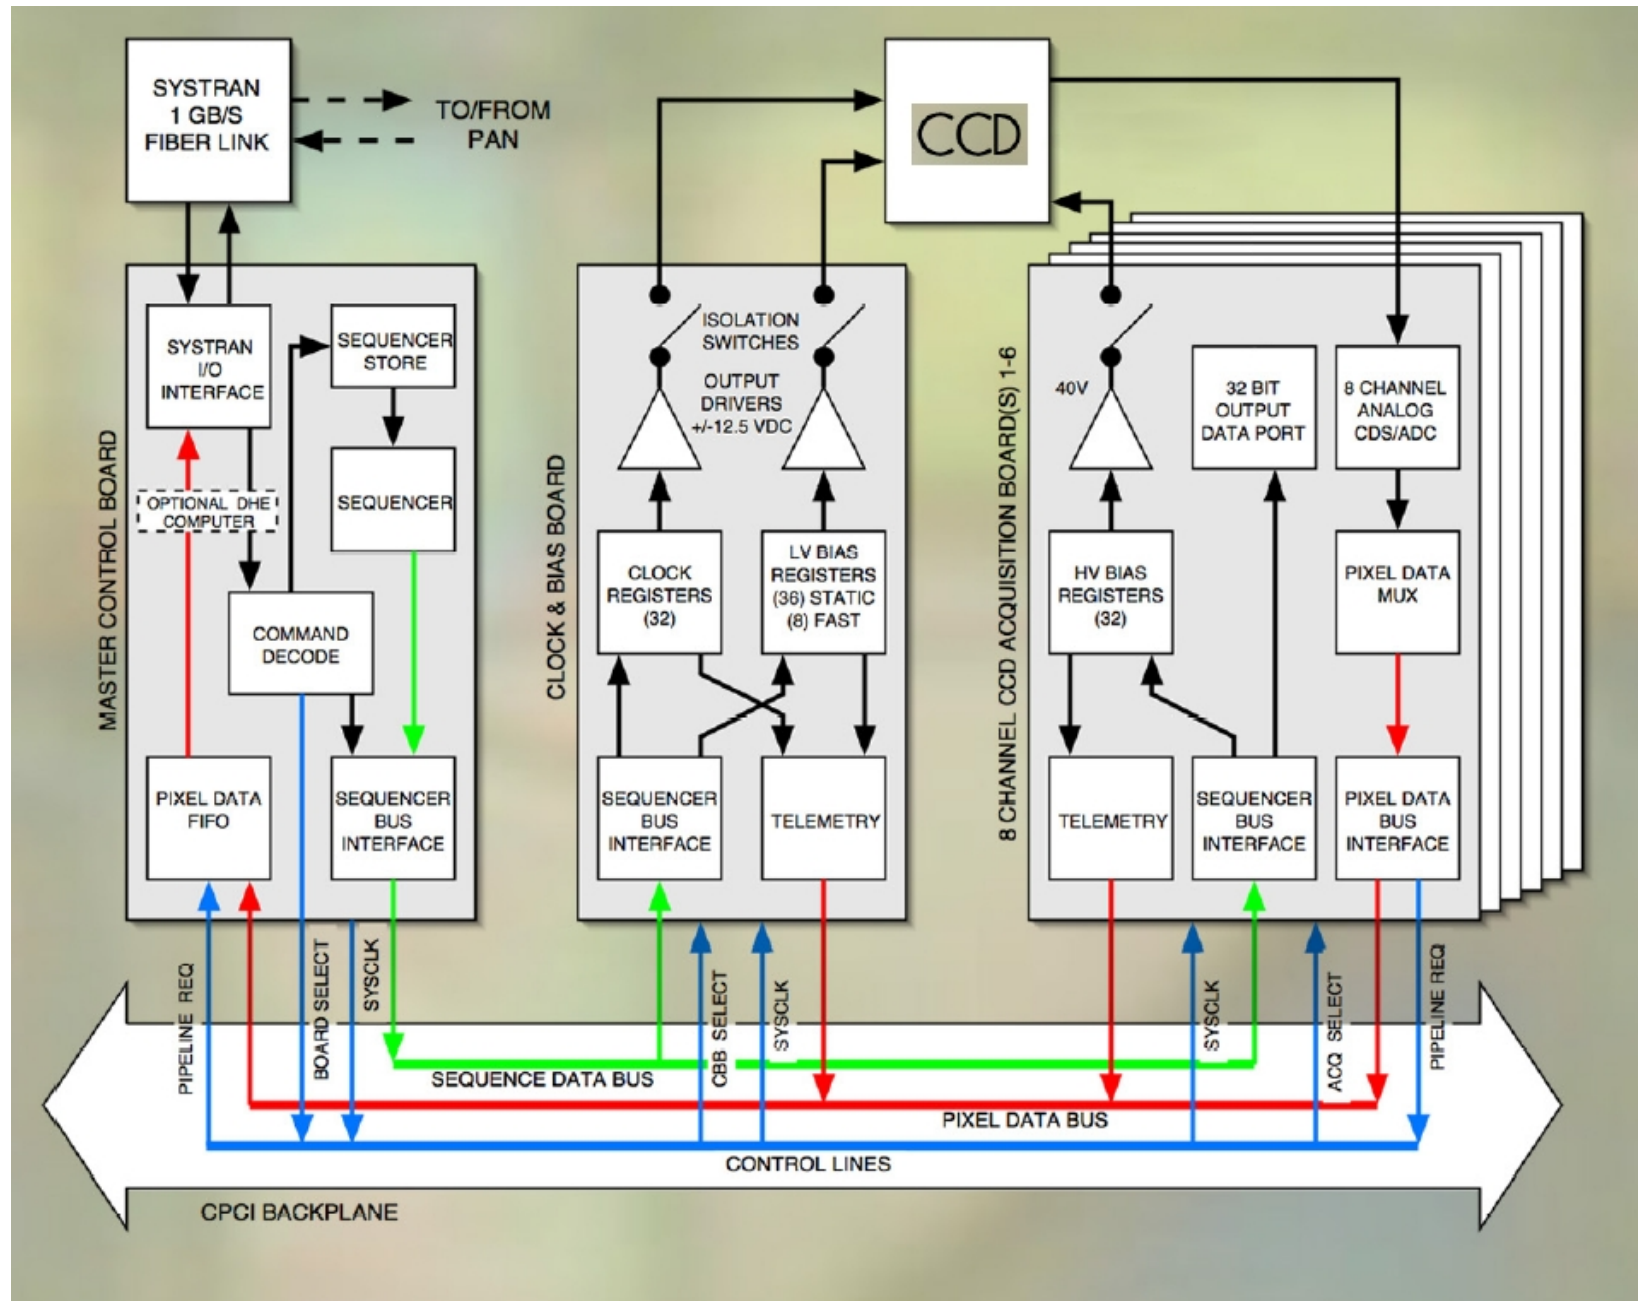 SYSTRAN
1 GB/S
FIBER LINK
TO/FROM
PAN
CCD
MASTER CONTROL BOARD
SYSTRAN
I/O
INTERFACE
SEQUENCER
STORE
OPTIONAL DHE
COMPUTER
SEQUENCER
COMMAND
DECODE
PIXEL DATA
FIFO
SEQUENCER
BUS
INTERFACE
CLOCK & BIAS BOARD
ISOLATION
SWITCHES
OUTPUT
DRIVERS
+/-12.5 VDC
CLOCK
REGISTERS
(32)
LV BIAS
REGISTERS
(36) STATIC
(8) FAST
SEQUENCER
BUS
INTERFACE
TELEMETRY
8 CHANNEL CCD ACQUISITION BOARD(S) 1-6
40V
32 BIT
OUTPUT
DATA PORT
8 CHANNEL
ANALOG
CDS/ADC
HV BIAS
REGISTERS
(32)
PIXEL DATA
MUX
TELEMETRY
SEQUENCER
BUS
INTERFACE
PIXEL DATA
BUS
INTERFACE
PIPELINE REQ
BOARD SELECT
SYSCLK
CBB SELECT
SYSCLK
SYSCLK
ACQ SELECT
PIPELINE REQ
SEQUENCE DATA BUS
PIXEL DATA BUS
CONTROL LINES
CPCI BACKPLANE